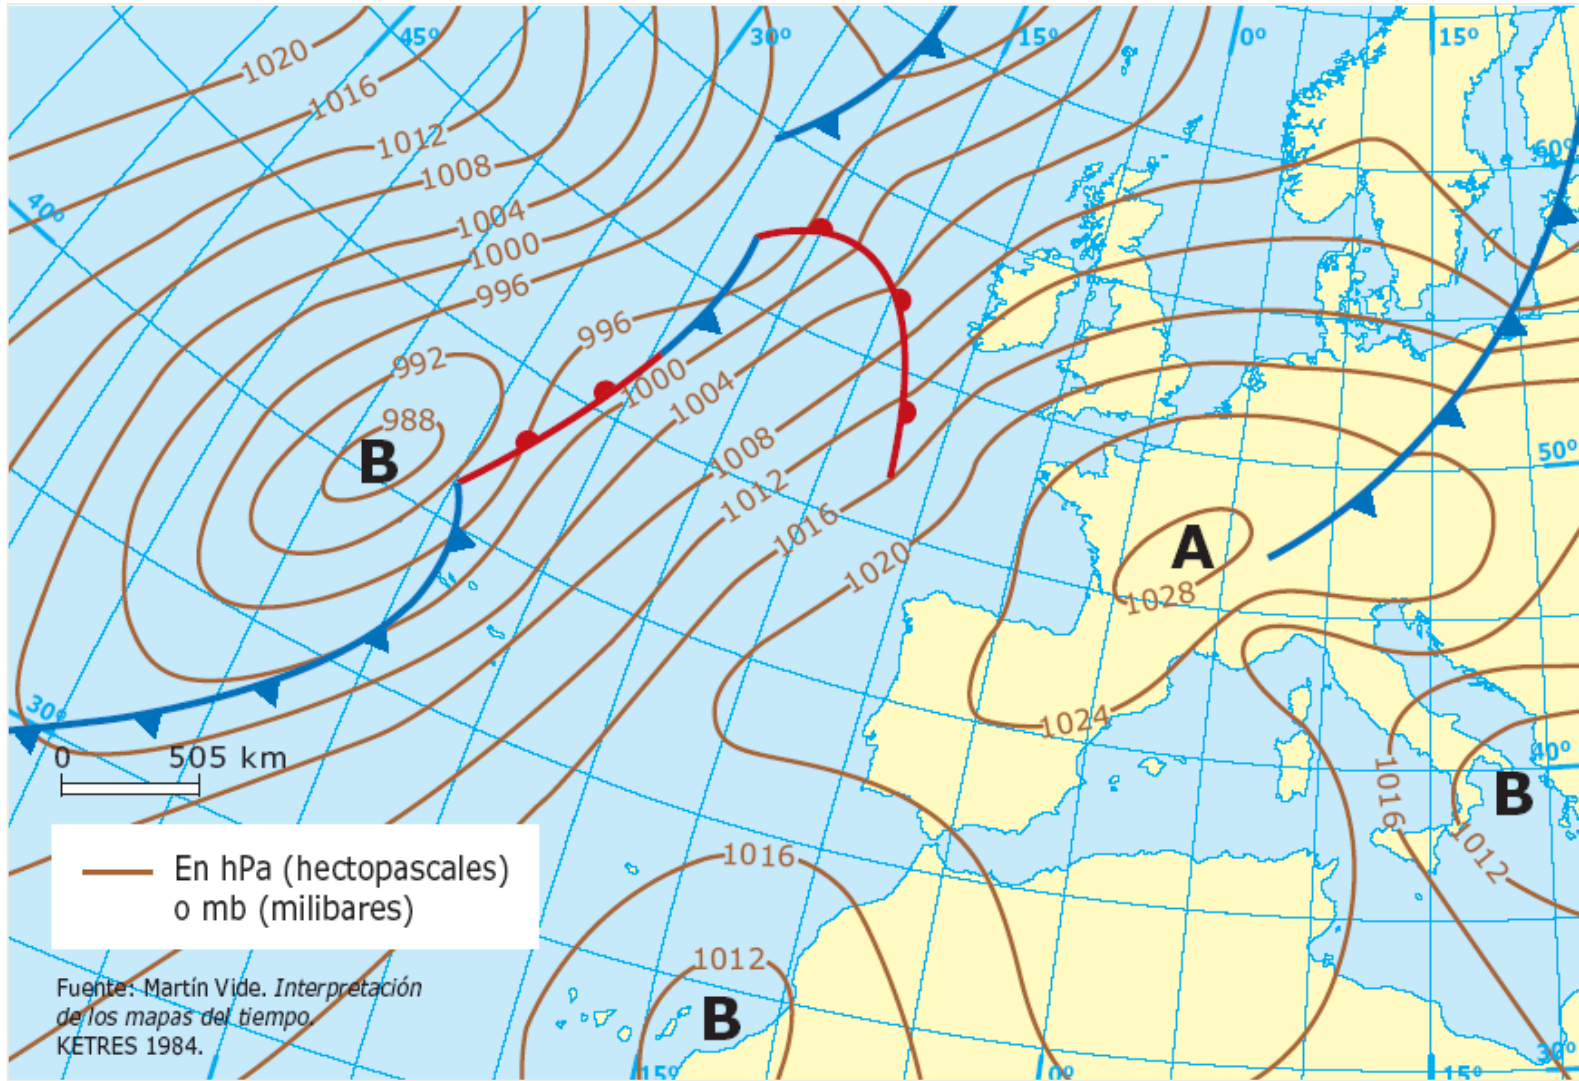 45º
30º
15º
0º
15º
1020
1016
1012
1008
60º
40º
1004
1000
996
996
992
1000
1004
988
B
1008
50º
1012
1016
A
1020
1028
30º
1024
40º
0 505 km
1016
B
1016
1012
En hPa (hectopascales)
o mb (milibares)
1012
B
Fuente: Martín Vide. Interpretación
de los mapas del tiempo.
KETRES 1984.
15º
0º
15º
30º